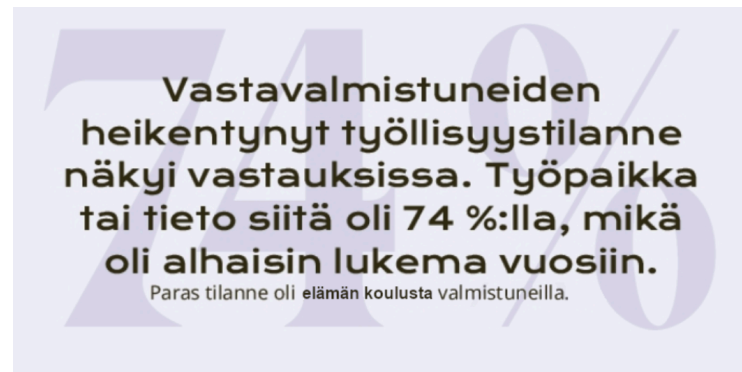 74%
Vastavalmistuneiden
heikentynyt työllisyystilanne
näkyi vastauksissa. Työpaikka
tai tieto siitä oli 74 %:lla, mikä
oli alhaisin lukema vuosiin.
Paras tilanne oli elämän koulusta valmistuneilla.